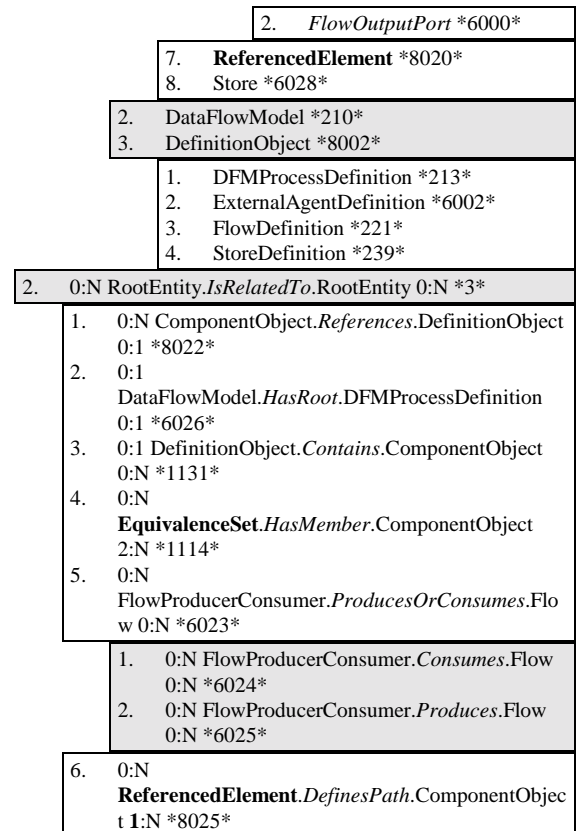 2. FlowOutputPort *6000*
7. ReferencedElement *8020*
8. Store *6028*
2. DataFlowModel *210*
3. DefinitionObject *8002*
1. DFMProcessDefinition *213*
2. ExternalAgentDefinition *6002*
3. FlowDefinition *221*
4. StoreDefinition *239*
2. 0:N RootEntity.IsRelatedTo.RootEntity 0:N *3*
1. 0:N ComponentObject.References.DefinitionObject
0:1 *8022*
2. 0:1
DataFlowModel.HasRoot.DFMProcessDefinition
0:1 *6026*
3. 0:1 DefinitionObject.Contains.ComponentObject
0:N *1131*
4. 0:N
EquivalenceSet.HasMember.ComponentObject
2:N *1114*
5. 0:N
FlowProducerConsumer.ProducesOrConsumes.Flo
w 0:N *6023*
1. 0:N FlowProducerConsumer.Consumes.Flow
0:N *6024*
2. 0:N FlowProducerConsumer.Produces.Flow
0:N *6025*
6. 0:N
ReferencedElement.DefinesPath.ComponentObjec
t 1:N *8025*